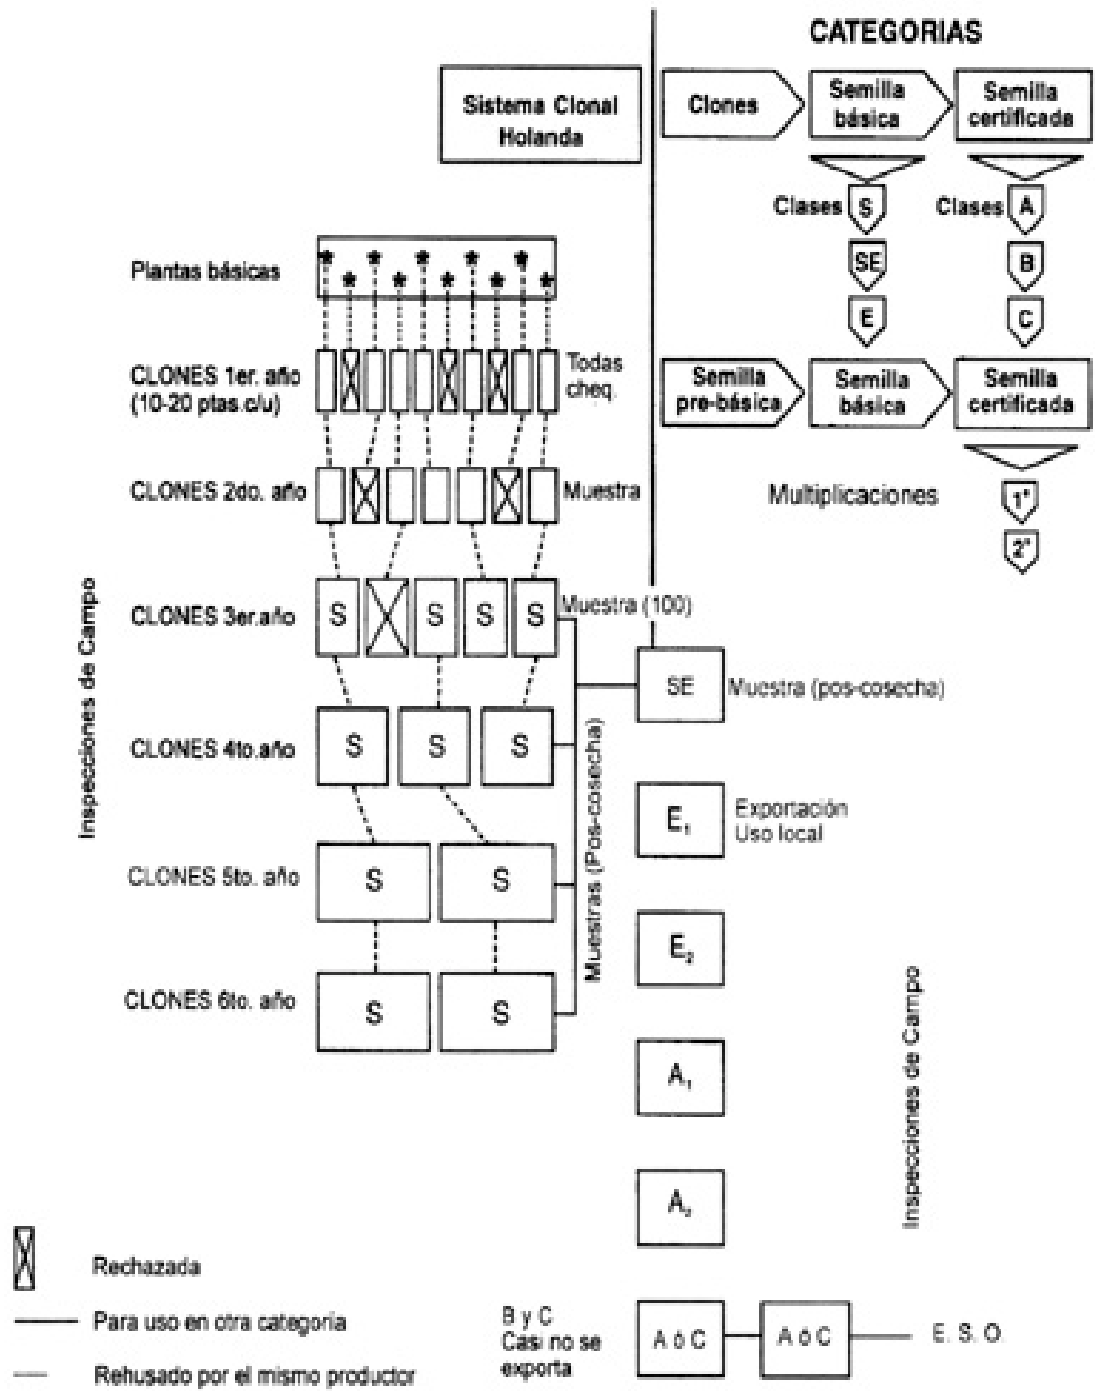 CATEGORIAS
Sistema Clonal
Holanda
Clones
Semilla
básica
Semilla
certificada
Clases
S
Clases
A
SE
B
E
C
Semilla
pre-básica
Semilla
básica
Semilla
certificada
Multiplicaciones
1ª
2ª
Plantas básicas
CLONES 1er. año
(10-20 ptas.c/u)
Todas
cheq.
CLONES 2do. año
Muestra
Inspecciones de Campo
CLONES 3er.año
S
S
S
S
Muestra (100)
SE
Muestra (pos-cosecha)
CLONES 4to.año
S
S
S
Muestras (Pos-cosecha)
E1
Exportación
Uso local
CLONES 5to. año
S
S
E2
CLONES 6to. año
S
S
A1
Inspecciones de Campo
A2
Rechazada
Para uso en otra categoria
Rehusado por el mismo productor
B y C
Casi no se
exporta
A ó C
A ó C
E. S. O.